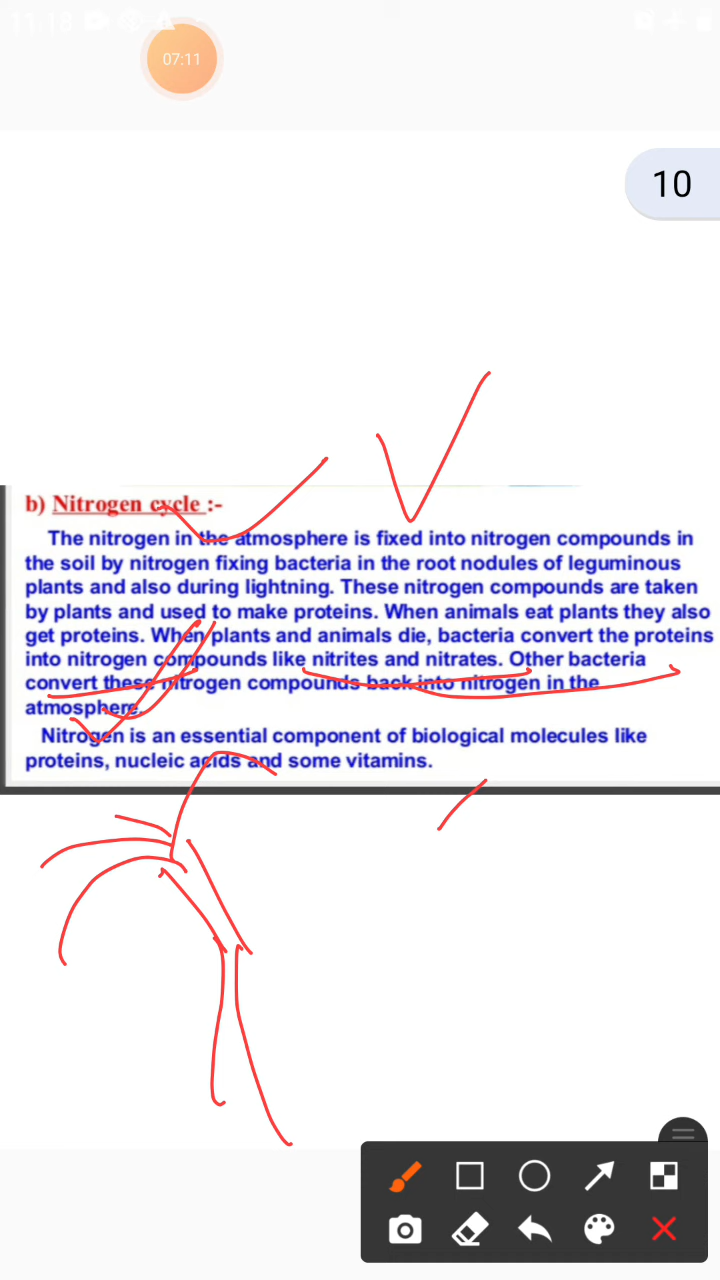 11:18
07:11
10
b) Nitrogen cycle :-
The nitrogen in the atmosphere is fixed into nitrogen compounds in
the soil by nitrogen fixing bacteria in the root nodules of leguminous
plants and also during lightning. These nitrogen compounds are taken
by plants and used to make proteins. When animals eat plants they also
get proteins. When plants and animals die, bacteria convert the proteins
into nitrogen compounds like nitrites and nitrates. Other bacteria
convert these nitrogen compounds back into nitrogen in the
atmosphere.
Nitrogen is an essential component of biological molecules like
proteins, nucleic acids and some vitamins.